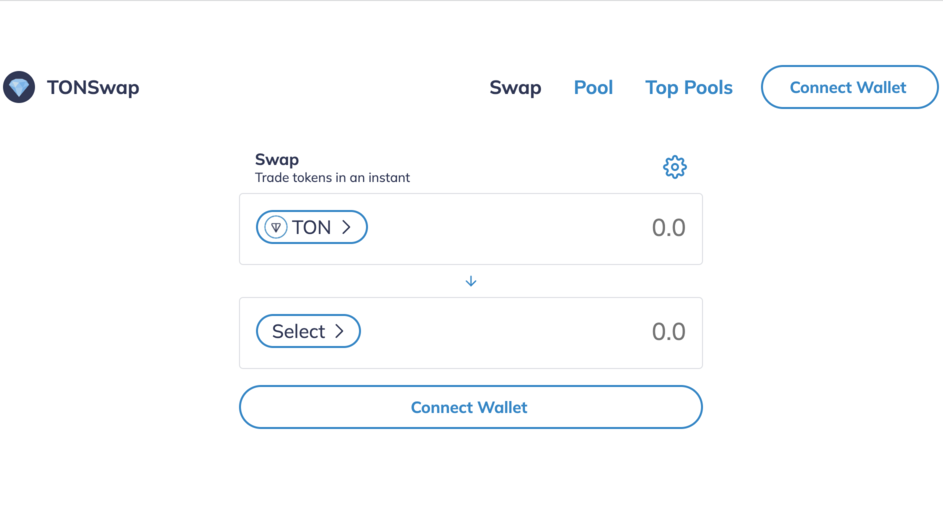 TONSwap
Swap
Pool
Top Pools
Connect Wallet
Swap
Trade tokens in an instant
TON
0.0
Select
0.0
Connect Wallet